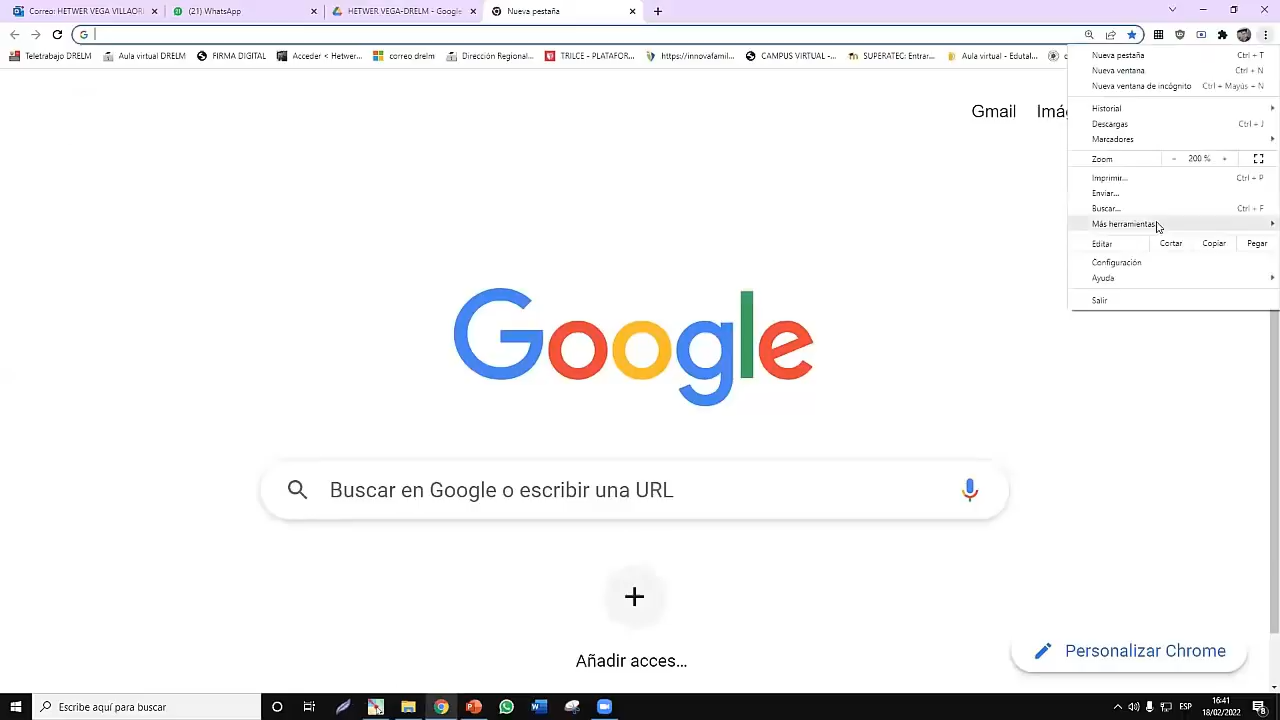 Correo: HETWER VEGA VILLAORI
(21) WhatsApp
HETWER VEGA-DRELM - Google
Nueva pestaña
G
Teletrabajo DRELM
Aula virtual DRELM
FIRMA DIGITAL
Acceder < Hetwer...
correo drelm
Dirección Regional...
TRILCE - PLATAFOR...
https://innovafamil...
CAMPUS VIRTUAL -...
SUPERATEC: Entrar...
Aula virtual - Edutal...
Gmail
Imág
Nueva pestaña Ctrl + T
Nueva ventana Ctrl + N
Nueva ventana de incógnito Ctrl + Mayús + N
Historial
Descargas Ctrl + J
Marcadores
Zoom - 200 % +
Imprimir... Ctrl + P
Enviar...
Buscar... Ctrl + F
Más herramientas
Editar Cortar Copiar Pegar
Configuración
Ayuda
Salir
Google
Buscar en Google o escribir una URL
Añadir acces...
Personalizar Chrome
Escribe aquí para buscar
ESP
16:41
18/02/2022